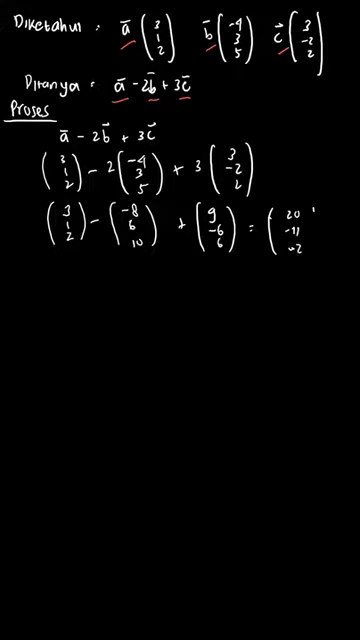 Diketahui = a̅ (3 1 2) b̅ (-4 3 5) c⃗ (3 -2 2)
Ditanya = a̅ - 2b̅ + 3c̅
Proses
a̅ - 2b⃗ + 3c⃗
(3 1 2) - 2 (-4 3 5) + 3 (3 -2 2)
(3 1 2) - (-8 6 10) + (9 -6 6) = (20 -11 -2